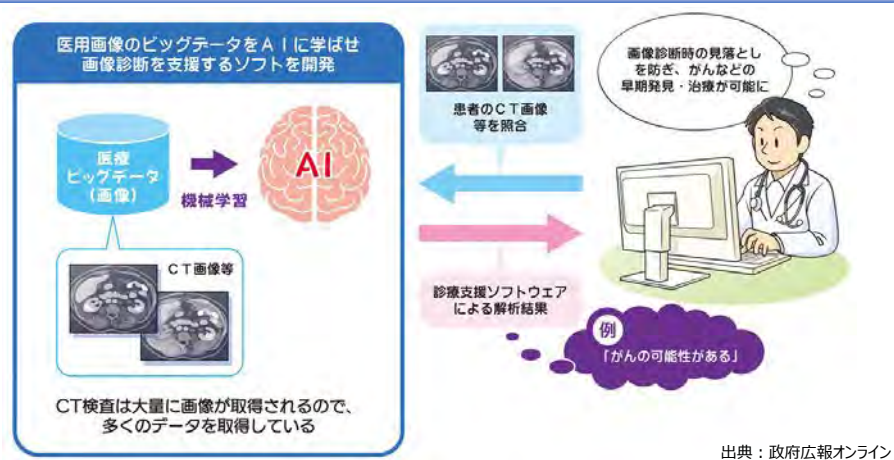 医用画像のビッグデータをAIに学ばせ
画像診断を支援するソフトを開発
医療
ビッグデータ
(画像)
機械学習
AI
CT画像等
CT検査は大量に画像が取得されるので、
多くのデータを取得している
患者のCT画像
等を照合
診療支援ソフトウェア
による解析結果
画像診断時の見落とし
を防ぎ、がんなどの
早期発見・治療が可能に
例
「がんの可能性がある」
出典:政府広報オンライン